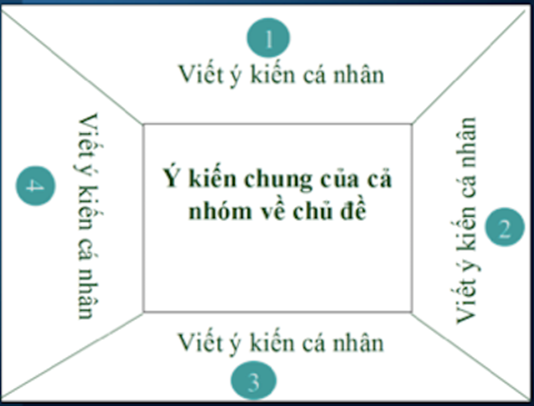 1
Viết ý kiến cá nhân
4
Viết ý kiến cá nhân
Ý kiến chung của cả
nhóm về chủ đề
Viết ý kiến cá nhân
2
Viết ý kiến cá nhân
3